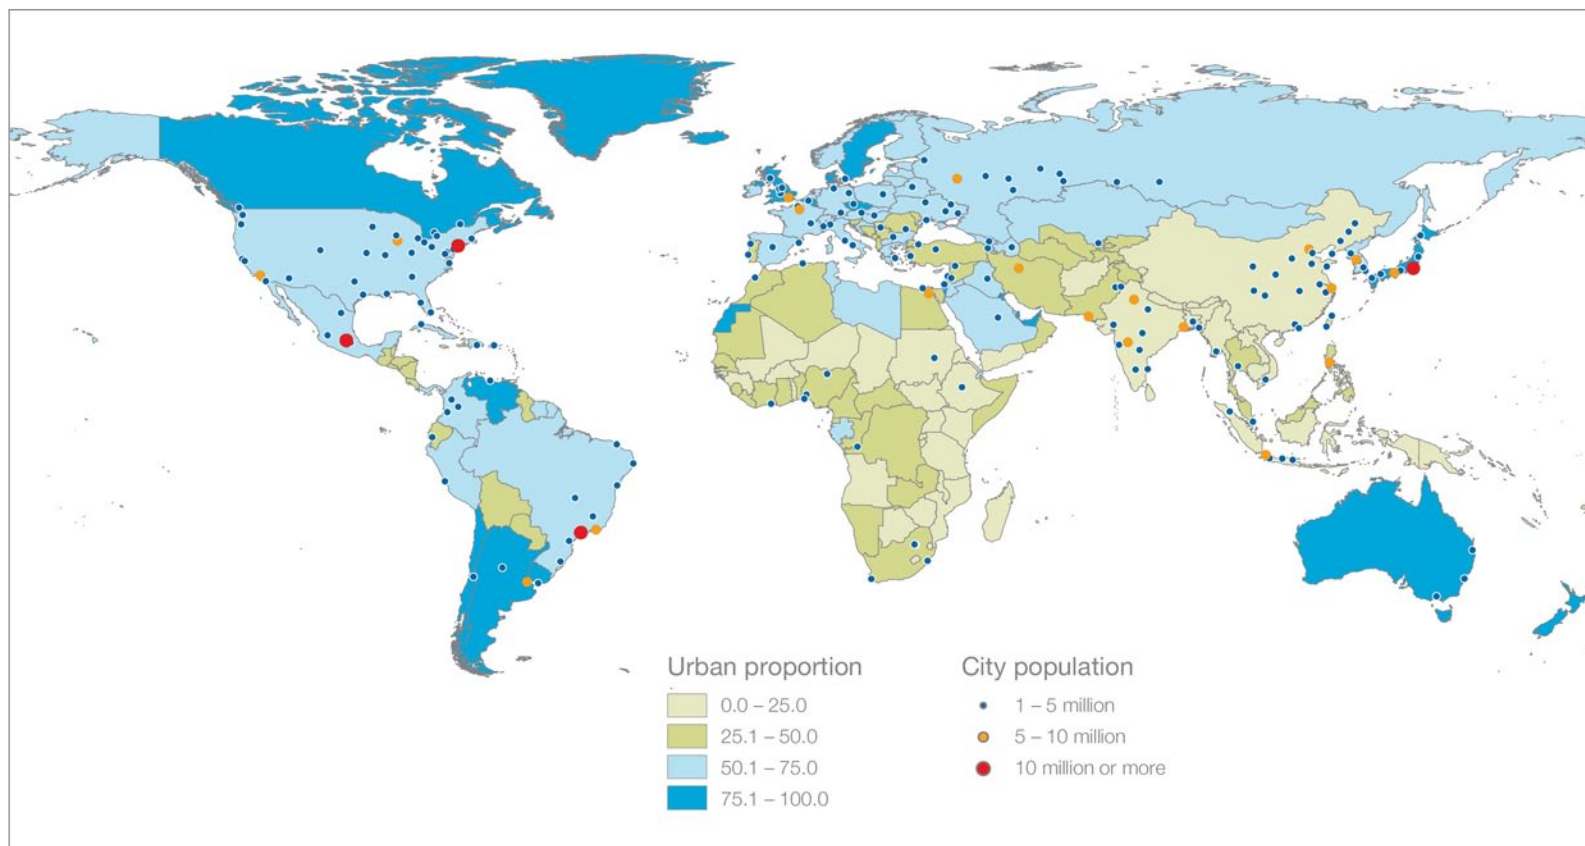 Urban proportion
0.0 – 25.0
25.1 – 50.0
50.1 – 75.0
75.1 – 100.0
City population
1 – 5 million
5 – 10 million
10 million or more